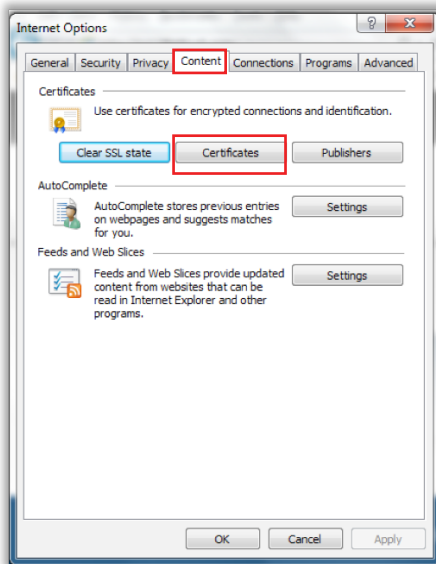 Internet Options
?
X
General Security Privacy Content Connections Programs Advanced
Certificates
Use certificates for encrypted connections and identification.
Clear SSL state Certificates Publishers
AutoComplete
AutoComplete stores previous entries
on webpages and suggests matches
for you.
Settings
Feeds and Web Slices
Feeds and Web Slices provide updated
content from websites that can be
read in Internet Explorer and other
programs.
Settings
OK Cancel Apply